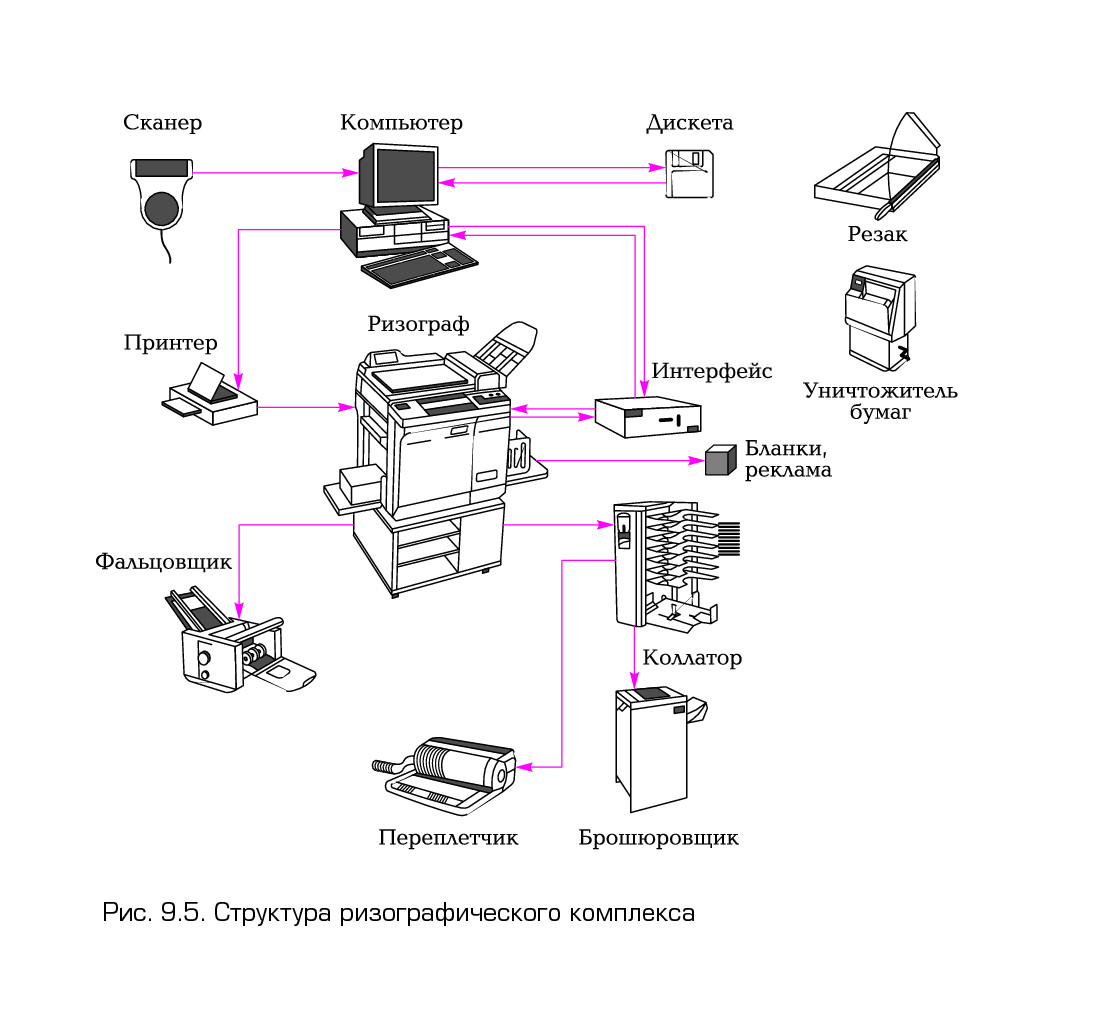 Сканер
Компьютер
Дискета
Резак
Ризограф
Принтер
Интерфейс
Уничтожитель
бумаг
Бланки,
реклама
Фальцовщик
Коллатор
Переплетчик
Брошюровщик
Рис. 9.5. Структура ризографического комплекса